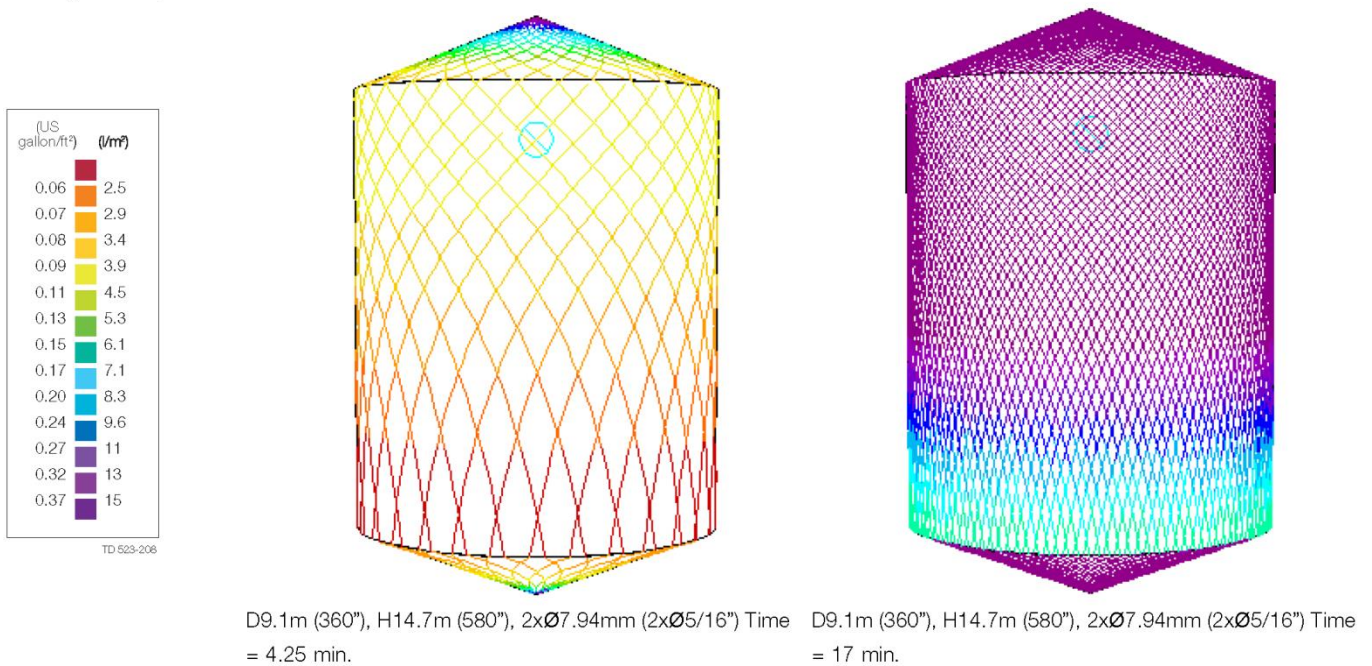 (US
gallon/ft²) (l/m²)
0.06 2.5
0.07 2.9
0.08 3.4
0.09 3.9
0.11 4.5
0.13 5.3
0.15 6.1
0.17 7.1
0.20 8.3
0.24 9.6
0.27 11
0.32 13
0.37 15
TD 523-208
D9.1m (360”), H14.7m (580”), 2xØ7.94mm (2xØ5/16”) Time
= 4.25 min.
D9.1m (360”), H14.7m (580”), 2xØ7.94mm (2xØ5/16”) Time
= 17 min.